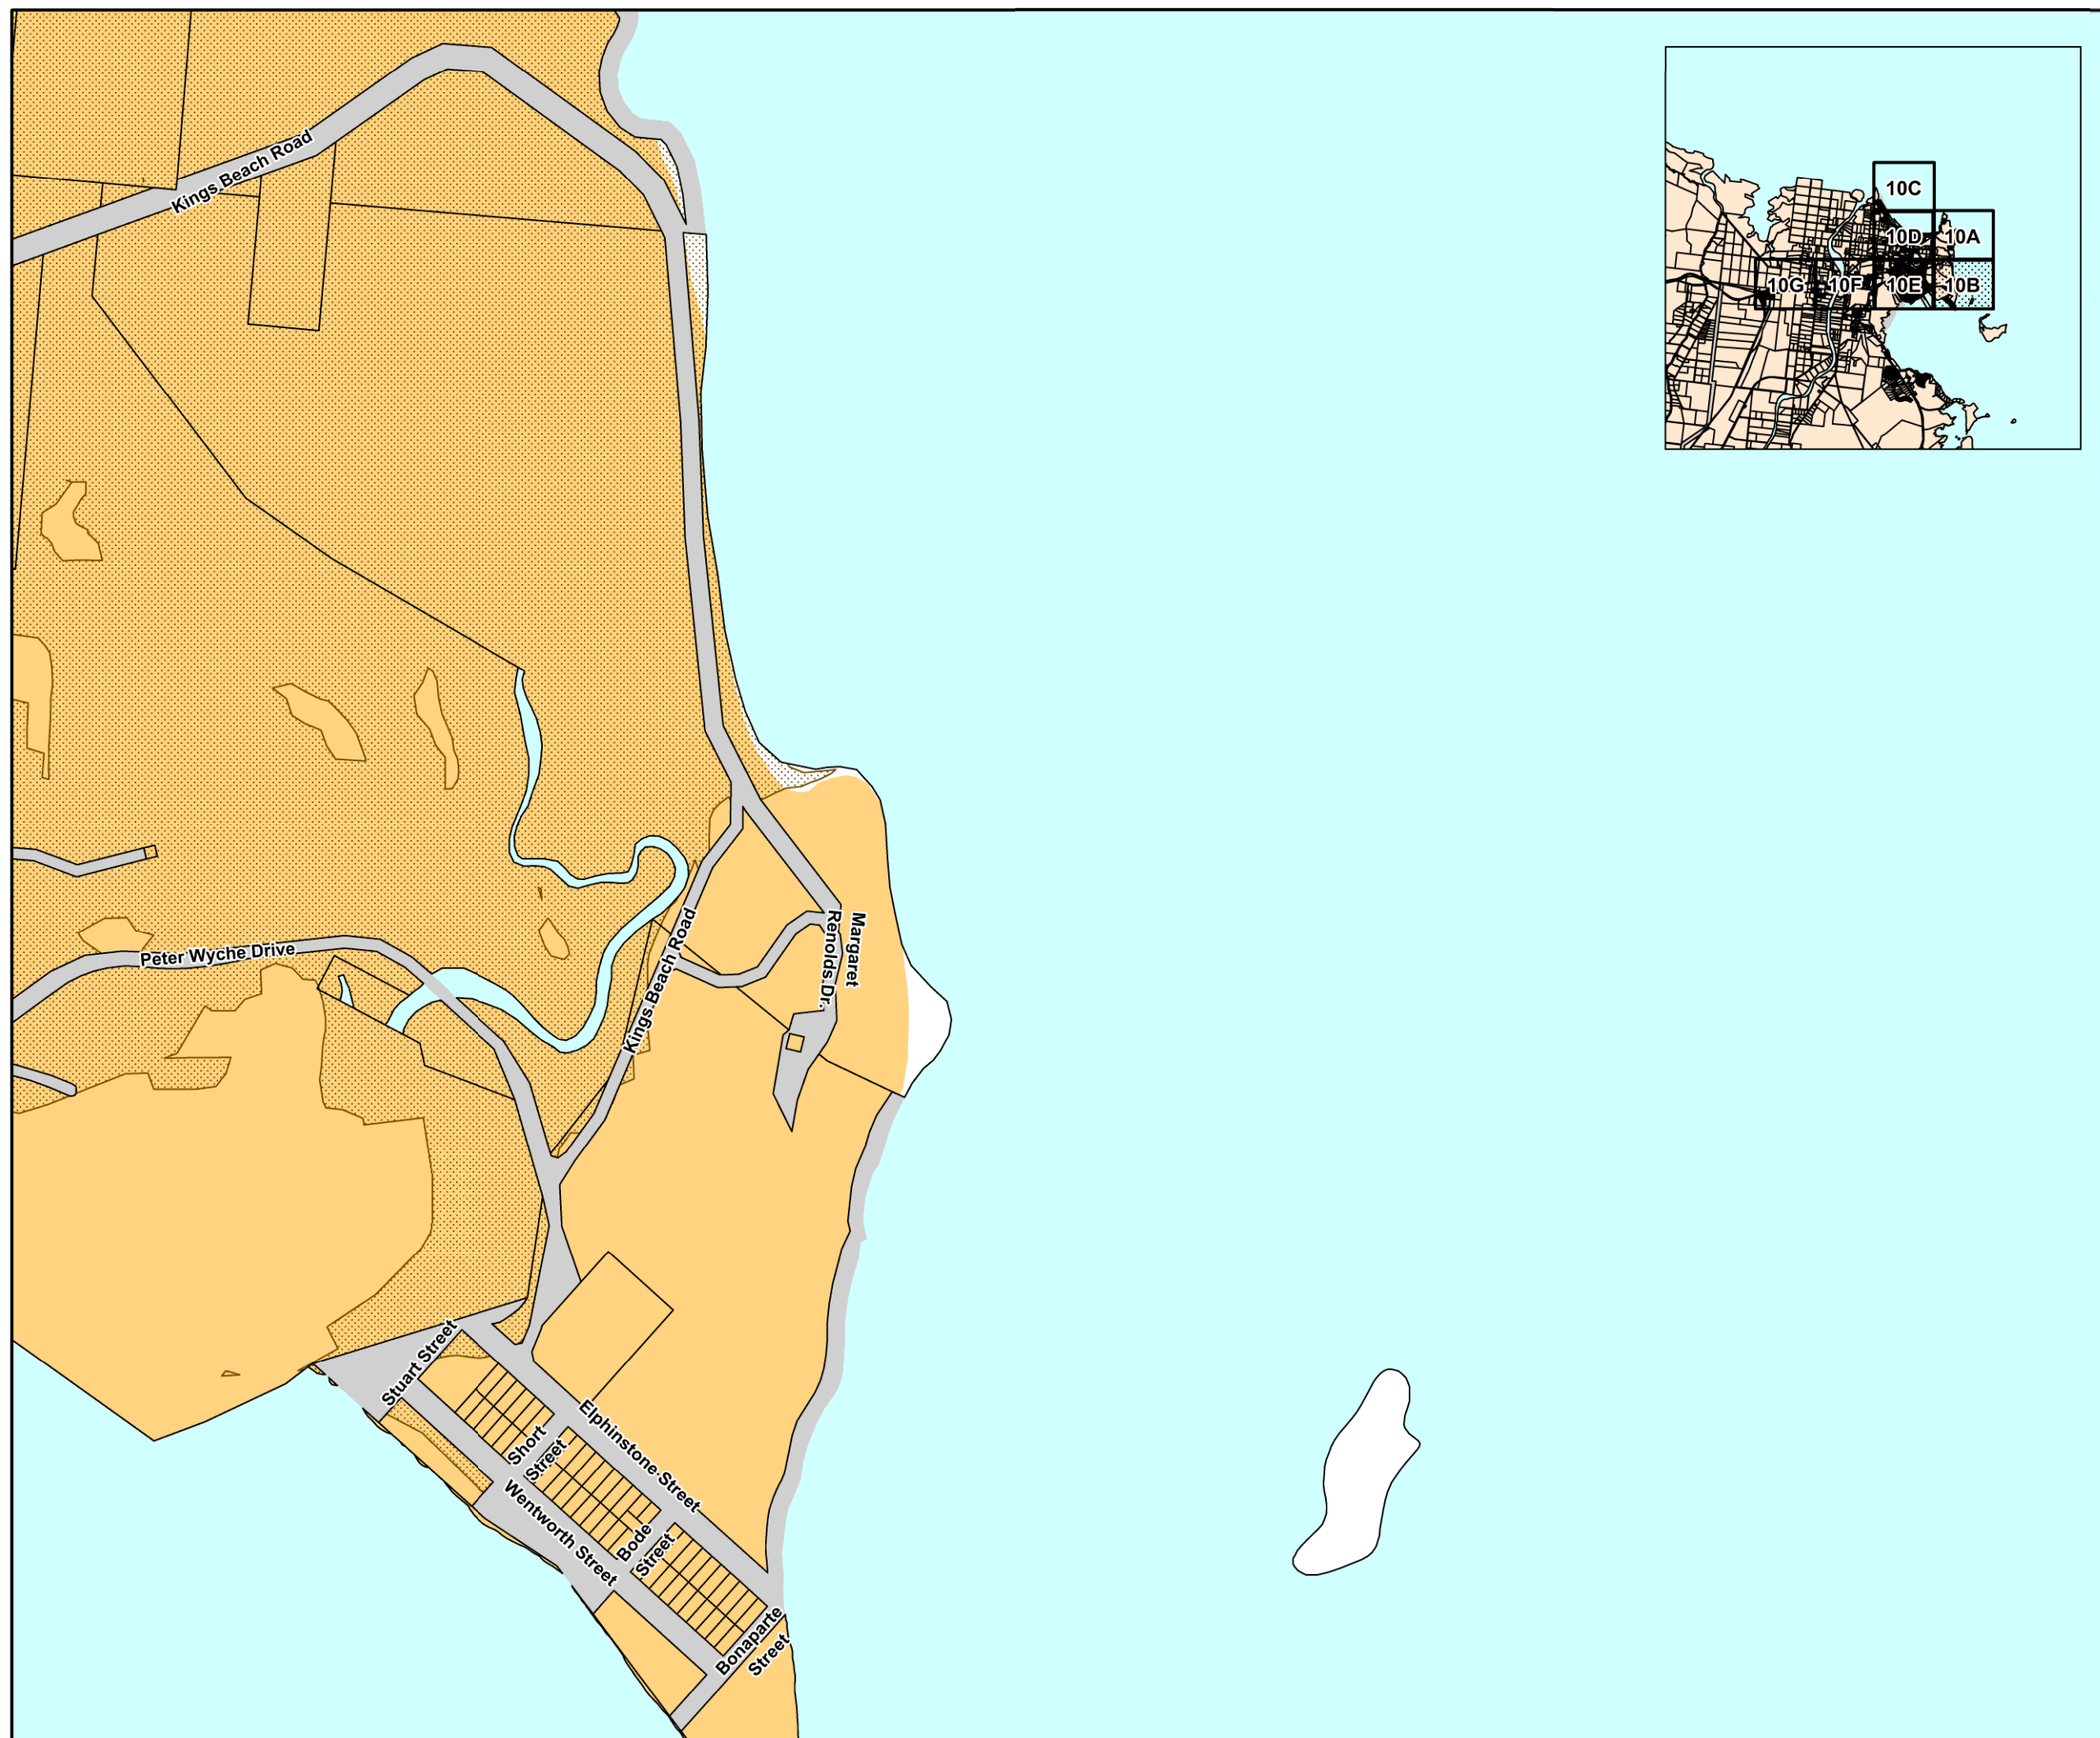 Kings Beach Road
10C
10D
10A
10G
10F
10E
10B
Margaret
Renolds Dr.
Kings Beach Road
Peter Wyche Drive
Stuart Street
Elphinstone Street
Short
Street
Wentworth Street
Bode
Street
Bonaparte
Street